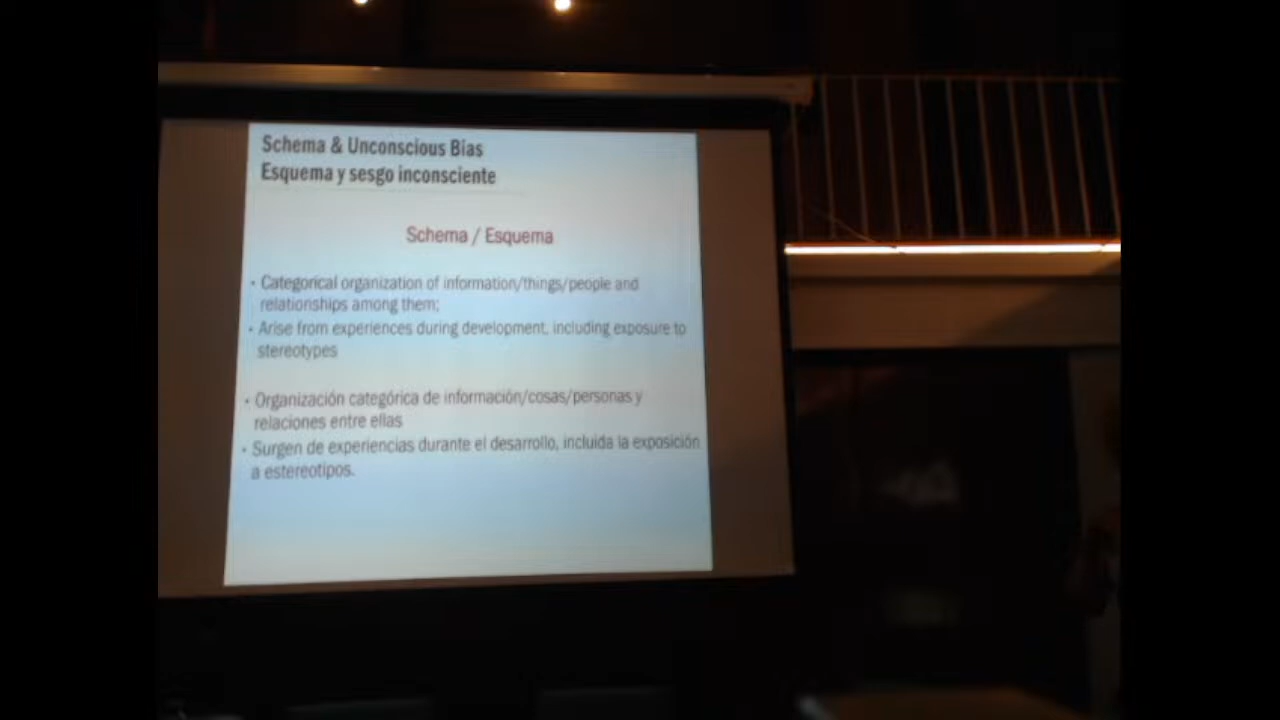 Schema & Unconscious Bias
Esquema y sesgo inconsciente
Schema / Esquema
• Categorical organization of information/things/people and
relationships among them;
• Arise from experiences during development, including exposure to
stereotypes
• Organización categórica de información/cosas/personas y
relaciones entre ellas
• Surgen de experiencias durante el desarrollo, incluida la exposición
a estereotipos.